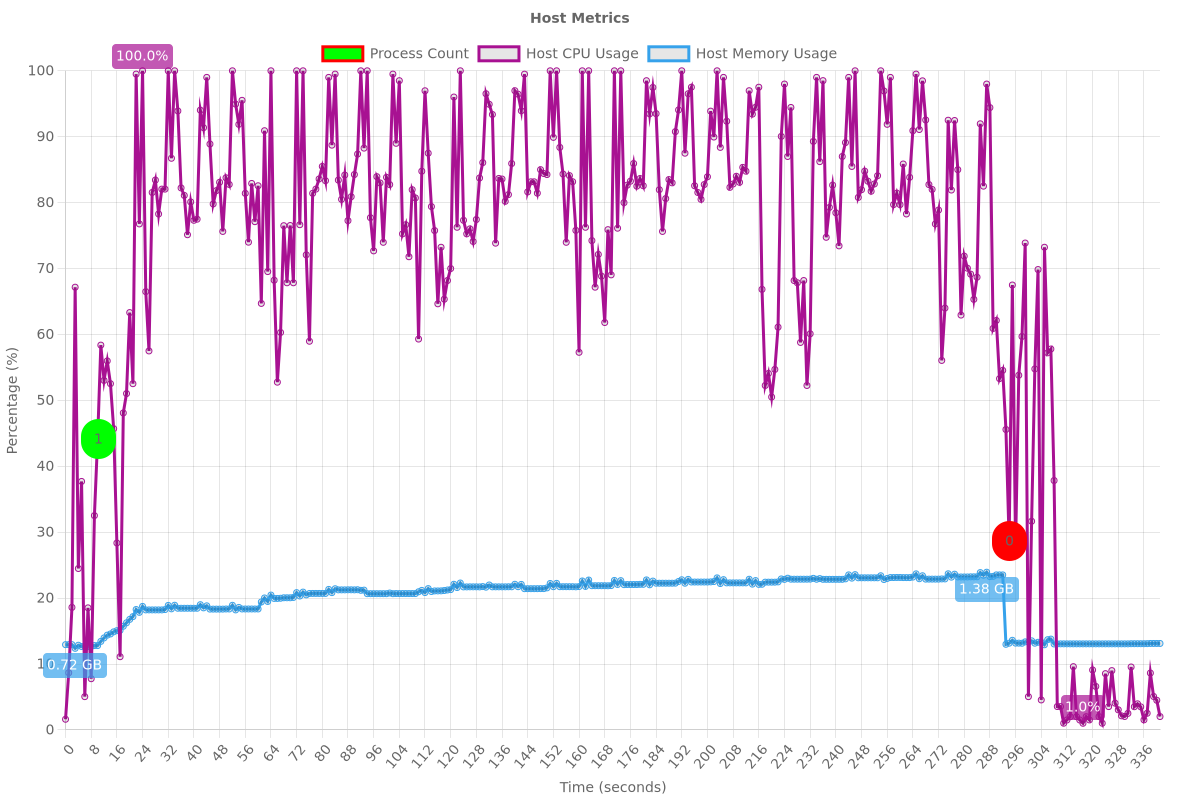 Host Metrics
Process Count Host CPU Usage Host Memory Usage
100.0%
100
90
80
70
60
50
40
30
20
10
0
Percentage (%)
1
0
1.38 GB
0.72 GB
1.0%
0 8 16 24 32 40 48 56 64 72 80 88 96 104 112 120 128 136 144 152 160 168 176 184 192 200 208 216 224 232 240 248 256 264 272 280 288 296 304 312 320 328 336
Time (seconds)